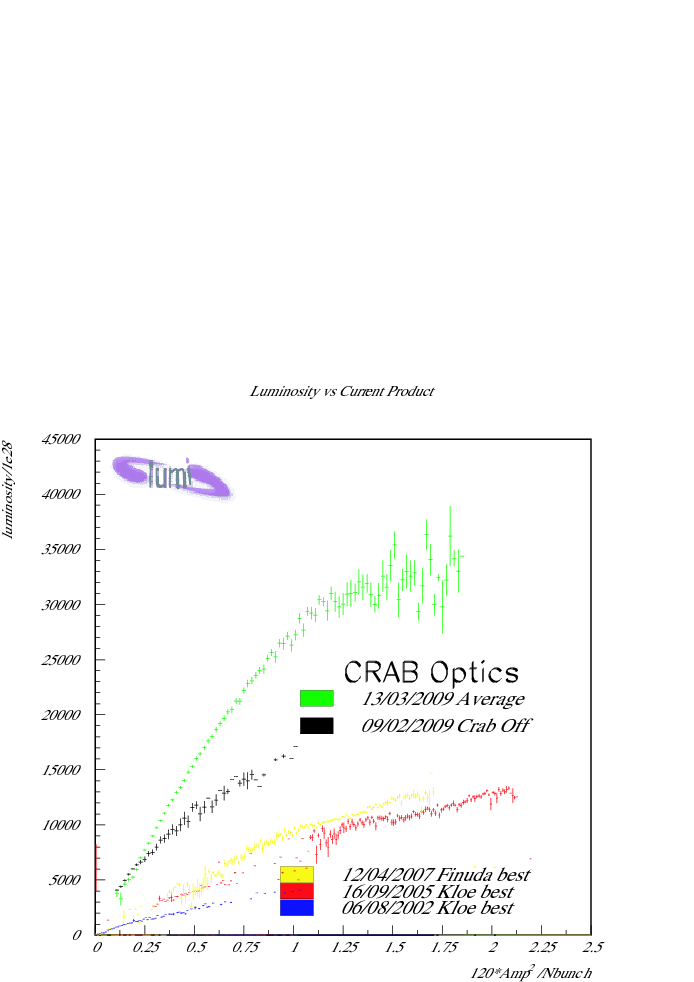 Luminosity vs Current Product
luminosity/1e28
45000
40000
35000
30000
25000
20000
15000
10000
5000
0
lumi
CRAB Optics
13/03/2009 Average
09/02/2009 Crab Off
12/04/2007 Finuda best
16/09/2005 Kloe best
06/08/2002 Kloe best
0 0.25 0.5 0.75 1 1.25 1.5 1.75 2 2.25 2.5
120*Amp²/Nbunch